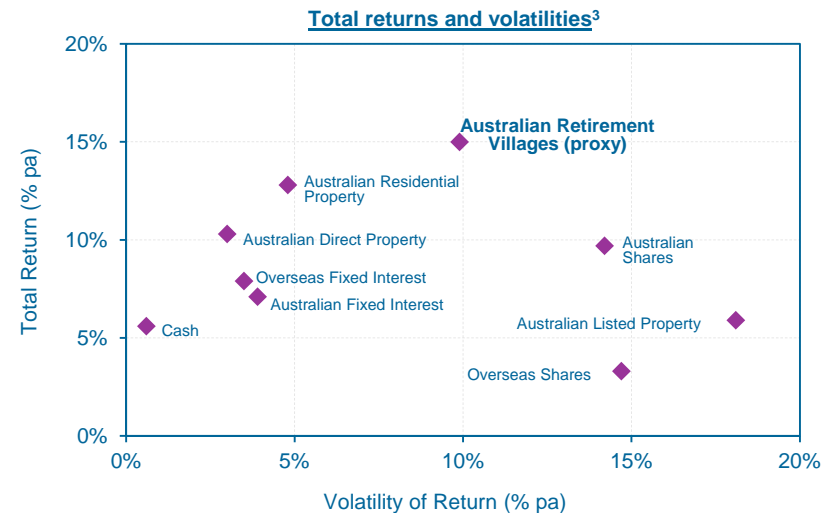 Total returns and volatilities³
20%
15%
10%
5%
0%
Total Return (% pa)
Australian Retirement
Villages (proxy)
Australian Residential
Property
Australian Direct Property
Australian
Shares
Overseas Fixed Interest
Australian Fixed Interest
Australian Listed Property
Cash
Overseas Shares
0%
5%
10%
15%
20%
Volatility of Return (% pa)